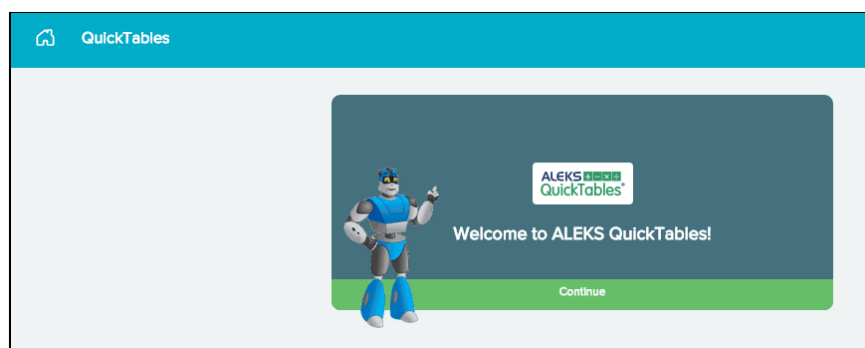 QuickTables
ALEKS + − × ÷
QuickTables®
Welcome to ALEKS QuickTables!
Continue